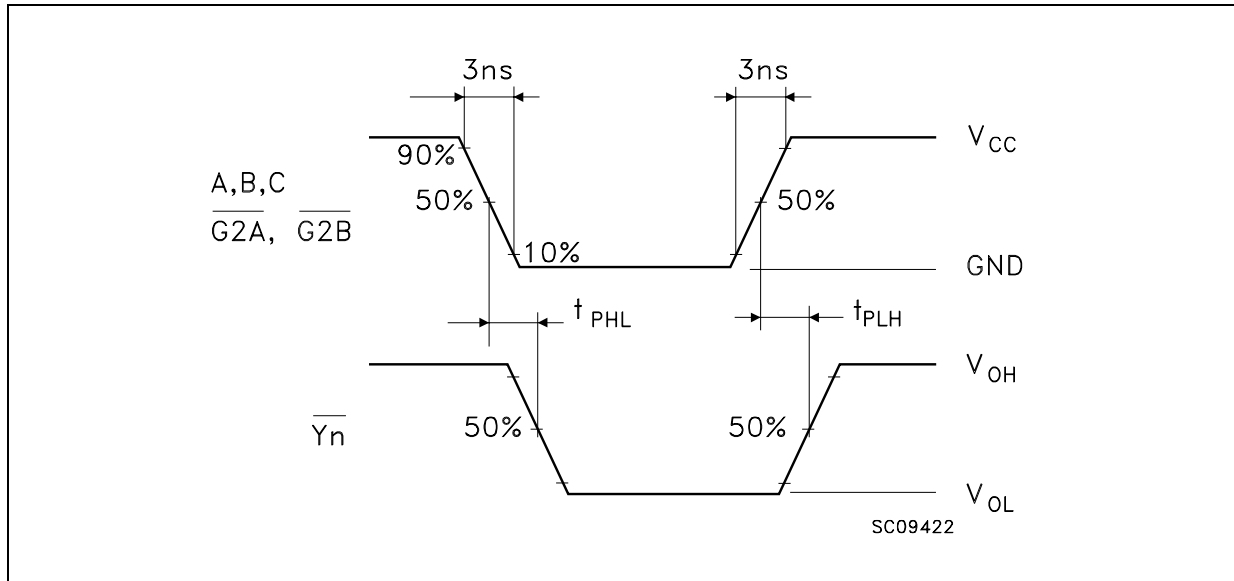 3ns 3ns
V_CC
90%
A,B,C 50% 50%
G2A, G2B
10%
GND
t_PHL t_PLH
V_OH
50% 50%
Yn
V_OL
SC09422